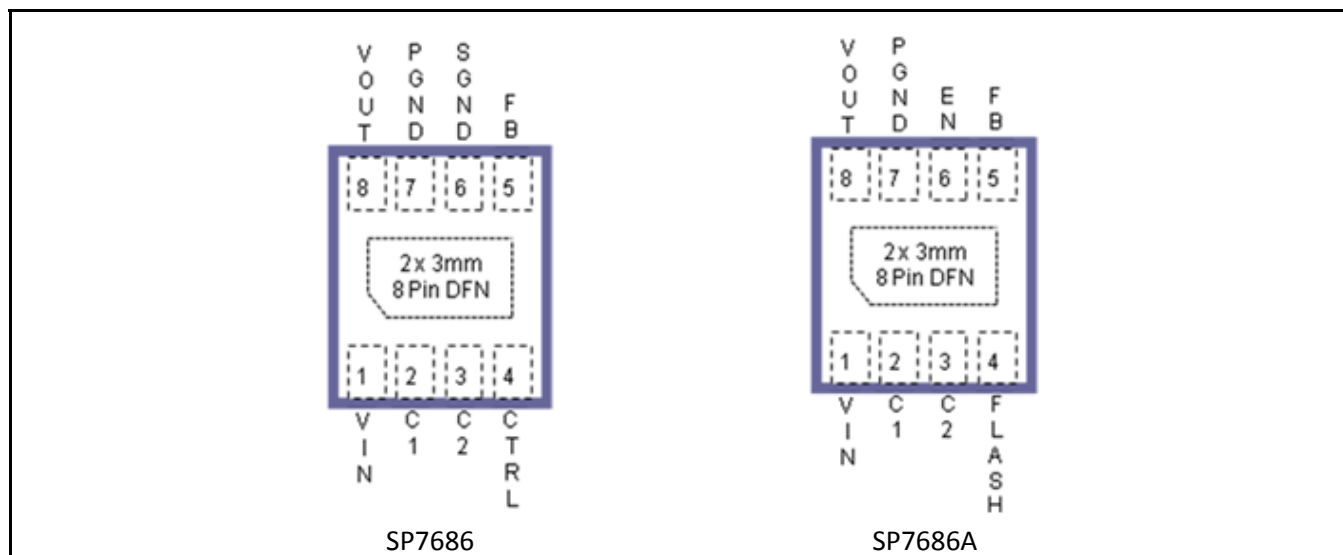 VOUT PGND SGND FB
8 7 6 5
2x 3mm
8 Pin DFN
1 2 3 4
VIN C1 C2 CTRL
SP7686
VOUT PGND EN FB
8 7 6 5
2x 3mm
8 Pin DFN
1 2 3 4
VIN C1 C2 FLASH
SP7686A